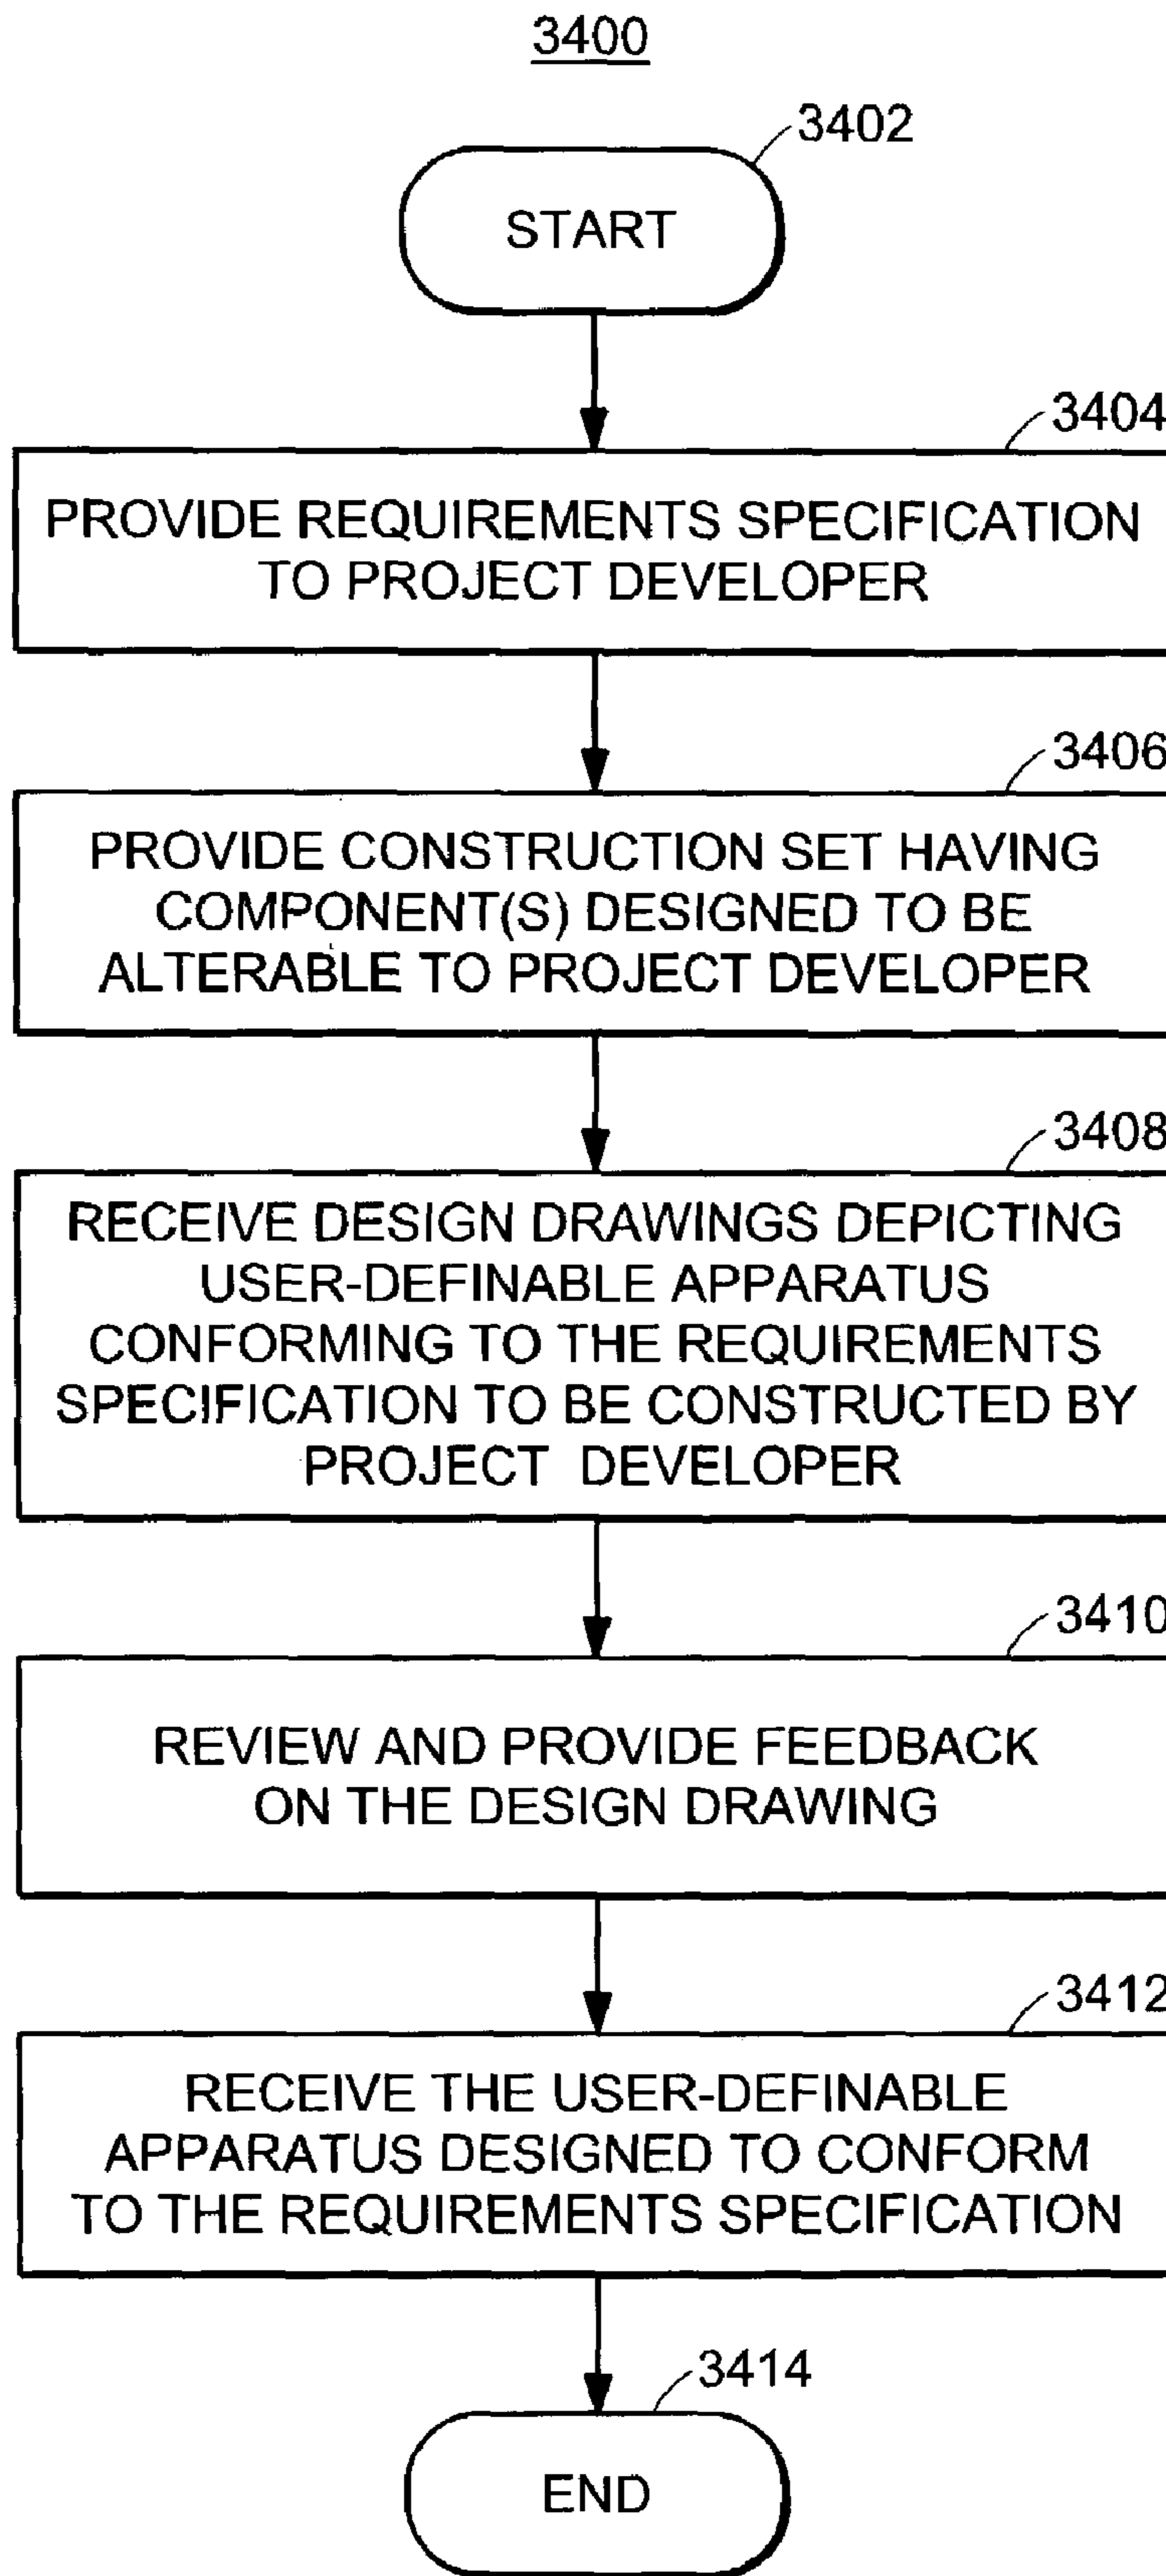 3400
3402
START
3404
PROVIDE REQUIREMENTS SPECIFICATION
TO PROJECT DEVELOPER
3406
PROVIDE CONSTRUCTION SET HAVING
COMPONENT(S) DESIGNED TO BE
ALTERABLE TO PROJECT DEVELOPER
3408
RECEIVE DESIGN DRAWINGS DEPICTING
USER-DEFINABLE APPARATUS
CONFORMING TO THE REQUIREMENTS
SPECIFICATION TO BE CONSTRUCTED BY
PROJECT DEVELOPER
3410
REVIEW AND PROVIDE FEEDBACK
ON THE DESIGN DRAWING
3412
RECEIVE THE USER-DEFINABLE
APPARATUS DESIGNED TO CONFORM
TO THE REQUIREMENTS SPECIFICATION
3414
END